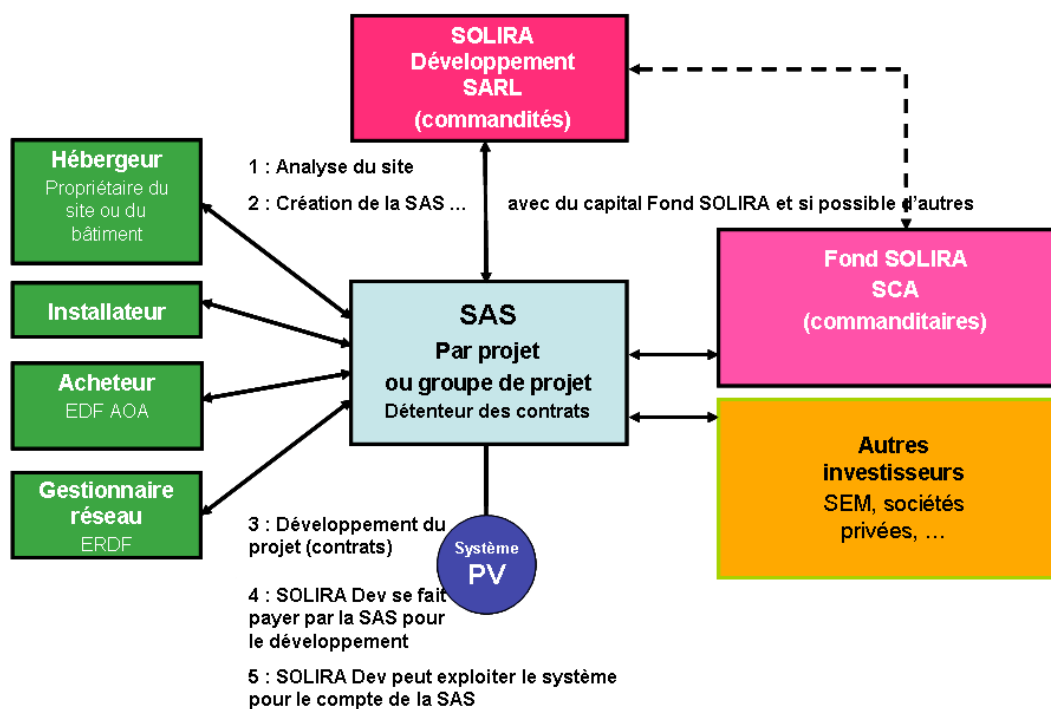 SOLIRA
Développement
SARL
(commandités)
Hébergeur
Propriétaire du
site ou du
bâtiment
1 : Analyse du site
2 : Création de la SAS ...
avec du capital Fond SOLIRA et si possible d'autres
Fond SOLIRA
SCA
(commanditaires)
Installateur
SAS
Par projet
ou groupe de projet
Détenteur des contrats
Acheteur
EDF AOA
Autres
investisseurs
SEM, sociétés
privées, ...
Gestionnaire
réseau
ERDF
3 : Développement du
projet (contrats)
Système
PV
4 : SOLIRA Dev se fait
payer par la SAS pour
le développement
5 : SOLIRA Dev peut exploiter le système
pour le compte de la SAS